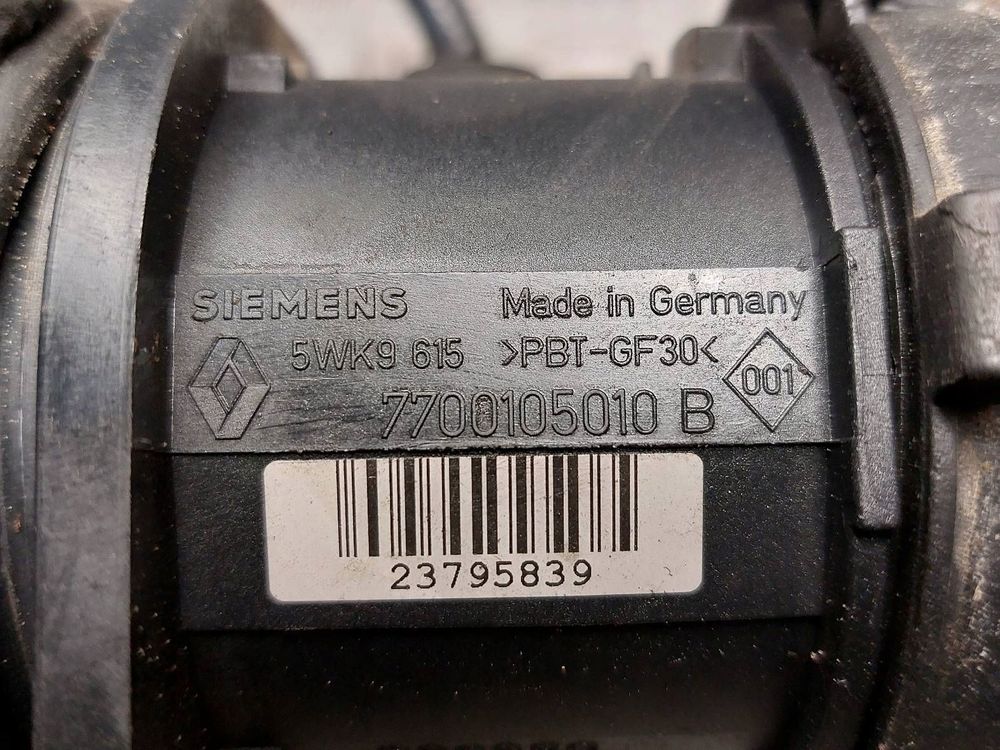 SIEMENS Made in Germany
5WK9 615 >PBT-GF30<
001
7700105010 B
23795839